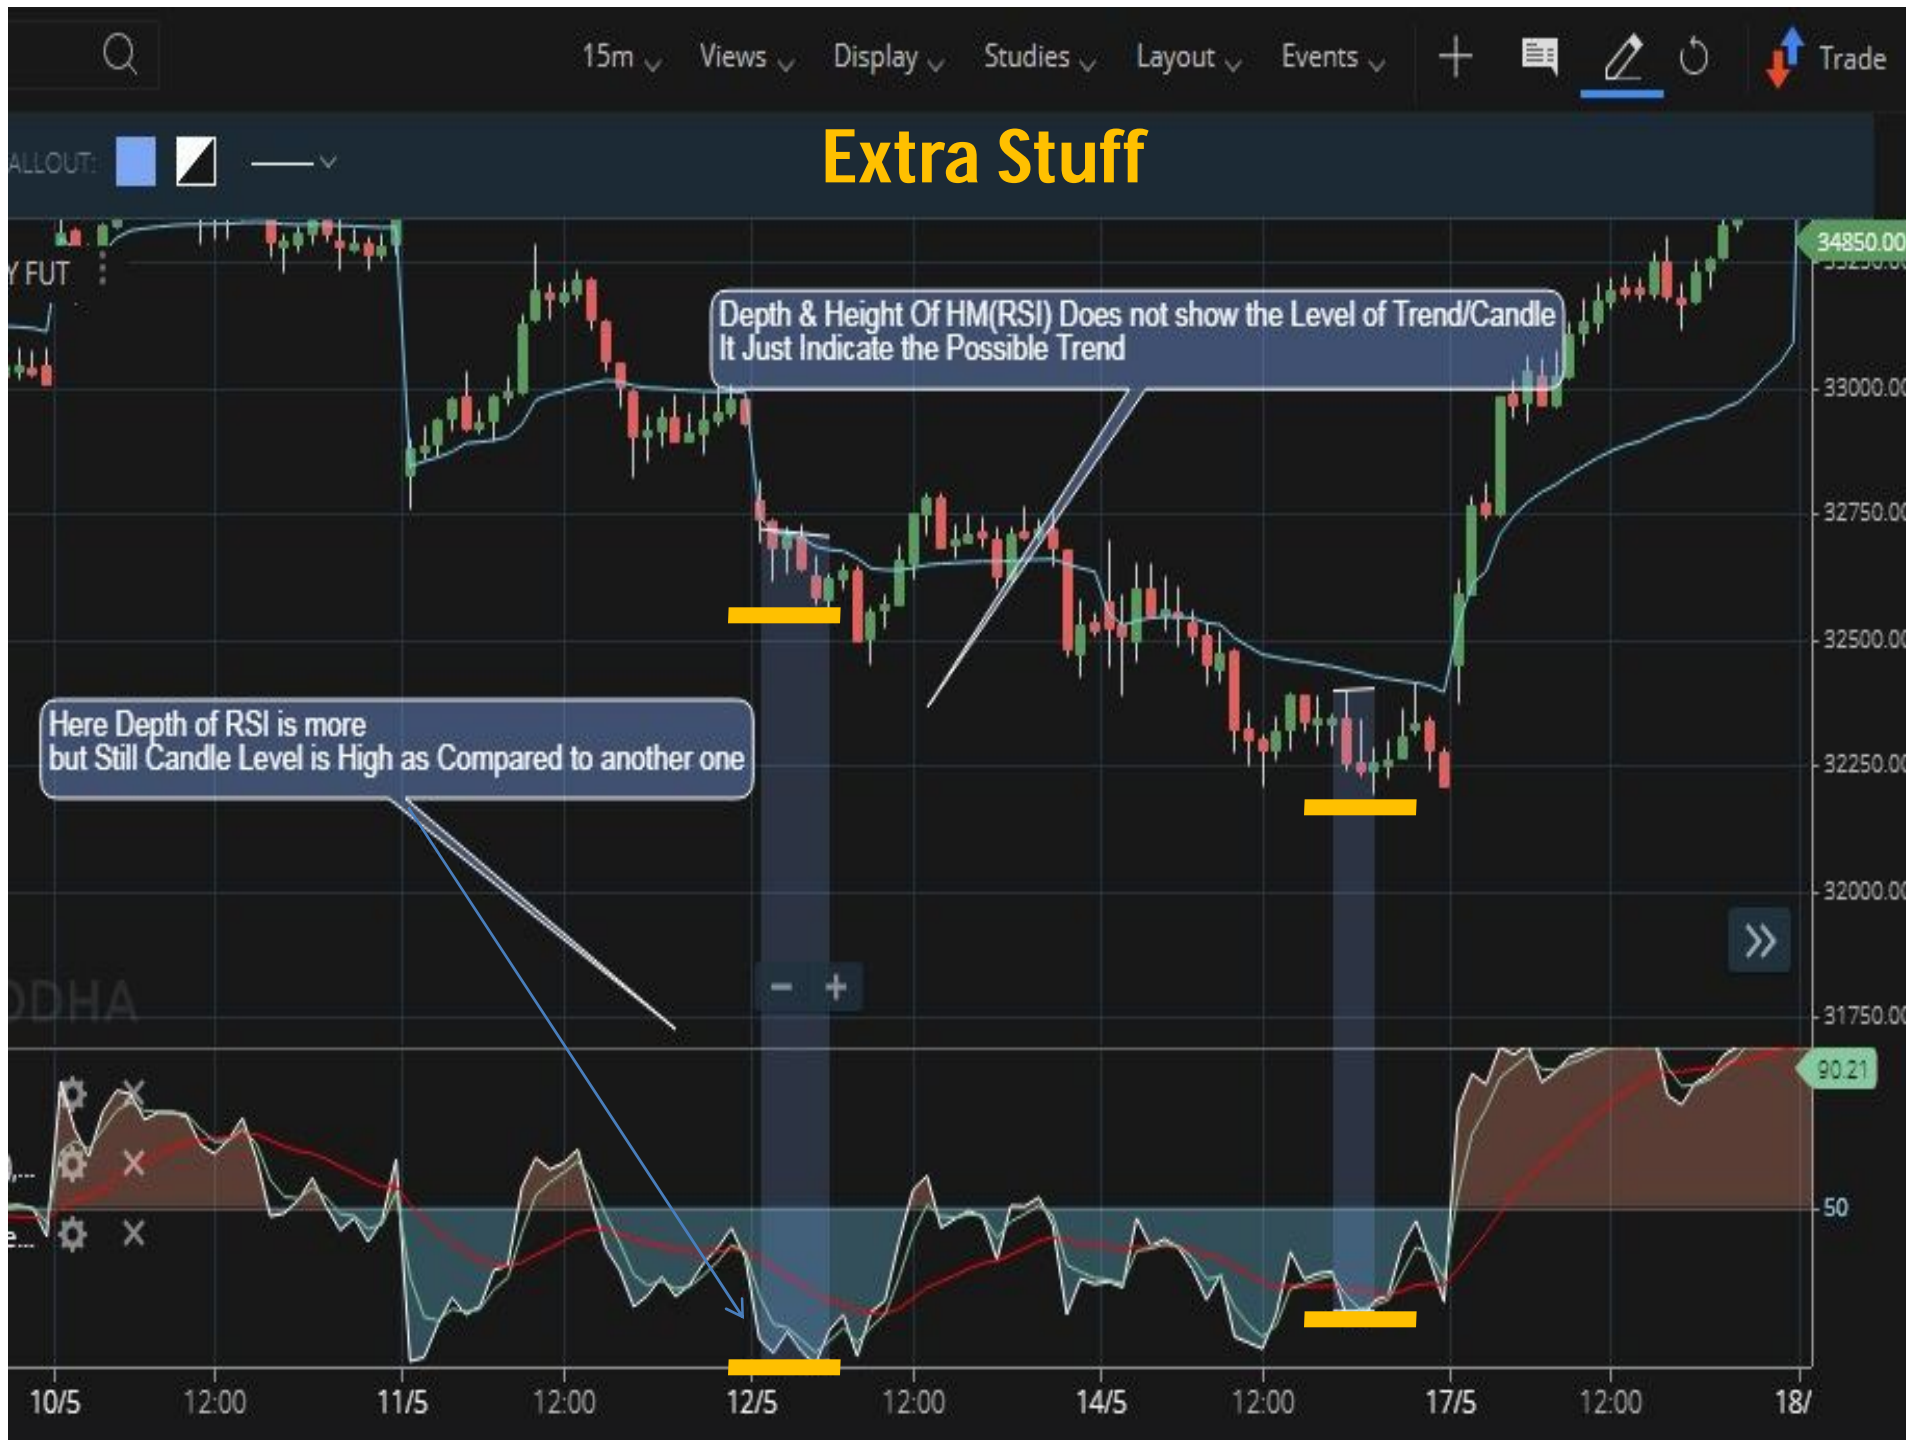 15m Views Display Studies Layout Events Trade
ALLOUT:
Extra Stuff
Y FUT
34850.00
Depth & Height Of HM(RSI) Does not show the Level of Trend/Candle
It Just Indicate the Possible Trend
33000.00
32750.00
32500.00
Here Depth of RSI is more
but Still Candle Level is High as Compared to another one
32250.00
32000.00
DDHA
31750.00
90.21
50
10/5 12:00 11/5 12:00 12/5 12:00 14/5 12:00 17/5 12:00 18/